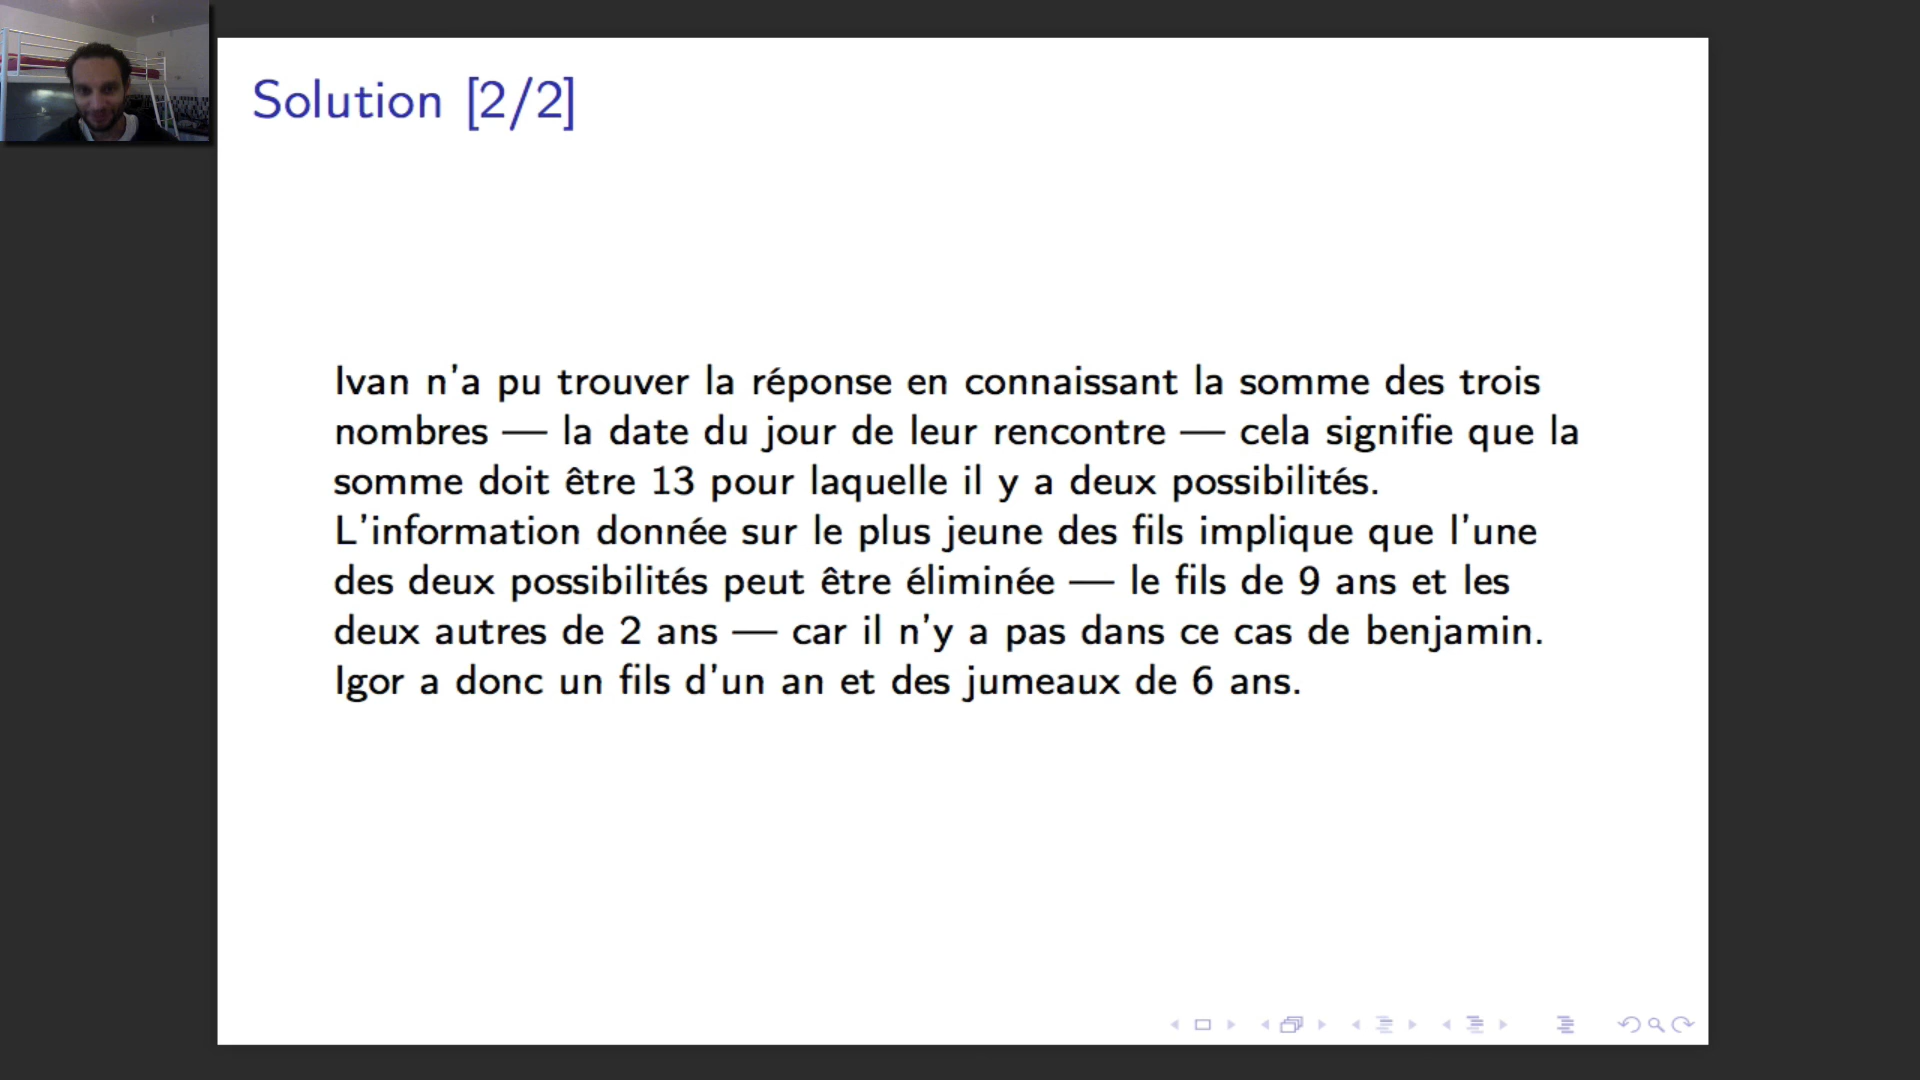 Solution [2/2]
Ivan n'a pu trouver la réponse en connaissant la somme des trois
nombres — la date du jour de leur rencontre — cela signifie que la
somme doit être 13 pour laquelle il y a deux possibilités.
L'information donnée sur le plus jeune des fils implique que l'une
des deux possibilités peut être éliminée — le fils de 9 ans et les
deux autres de 2 ans — car il n'y a pas dans ce cas de benjamin.
Igor a donc un fils d'un an et des jumeaux de 6 ans.